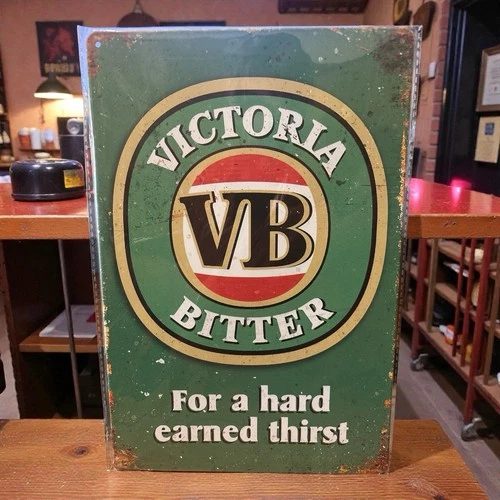 VICTORIA
VB
BITTER
For a hard
earned thirst